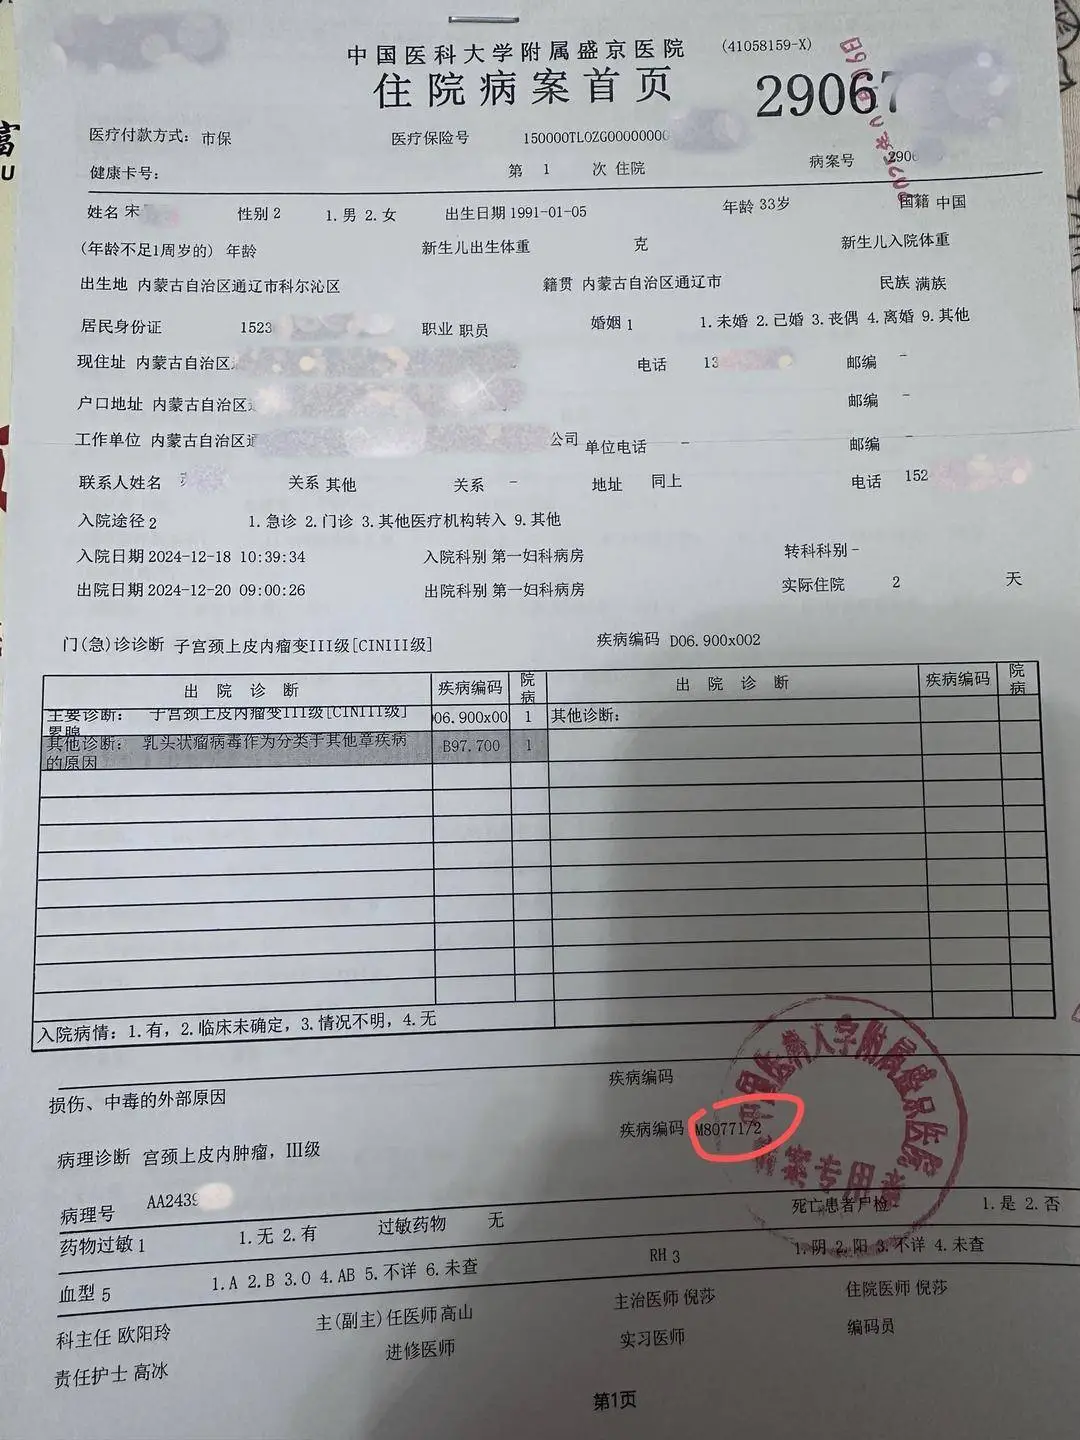 中国医科大学附属盛京医院 (41058159-X)
住院病案首页 29067
医疗付款方式: 市保 医疗保险号 150000TLOZG00000000
健康卡号: 第 1 次 住院 病案号 290
姓名 宋 性别 2 1.男 2.女 出生日期 1991-01-05 年龄 33岁 国籍 中国
(年龄不足1周岁的) 年龄 新生儿出生体重 克 新生儿入院体重
出生地 内蒙古自治区通辽市科尔沁区 籍贯 内蒙古自治区通辽市 民族 满族
居民身份证 1523 职业 职员 婚姻 1 1.未婚 2.已婚 3.丧偶 4.离婚 9.其他
现住址 内蒙古自治区 电话 13 邮编 -
户口地址 内蒙古自治区 邮编 -
工作单位 内蒙古自治区通 公司 单位电话 - 邮编 -
联系人姓名 关系 其他 关系 - 地址 同上 电话 152
入院途径 2 1.急诊 2.门诊 3.其他医疗机构转入 9.其他
入院日期 2024-12-18 10:39:34 入院科别 第一妇科病房 转科科别 -
出院日期 2024-12-20 09:00:26 出院科别 第一妇科病房 实际住院 2 天
门(急)诊诊断 子宫颈上皮内瘤变III级[CINIII级] 疾病编码 D06.900x002
出 院 诊 断 疾病编码 院病 出 院 诊 断 疾病编码 院病
主要诊断: 子宫颈上皮内瘤变III级[CINIII级] 06.900x00 1 其他诊断:
累腺
其他诊断: 乳头状瘤病毒作为分类于其他章疾病 B97.700 1
的原因
入院病情: 1.有, 2.临床未确定, 3.情况不明, 4.无
损伤、中毒的外部原因 疾病编码
病理诊断 宫颈上皮内肿瘤, III级 疾病编码 M80771/2
病理号 AA2439 死亡患者尸检 1.是 2.否
药物过敏 1 1.无 2.有 过敏药物 无
血型 5 1.A 2.B 3.O 4.AB 5.不详 6.未查 RH 3 1.阴 2.阳 3.不详 4.未查
科主任 欧阳玲 主(副主)任医师 高山 主治医师 倪莎 住院医师 倪莎
责任护士 高冰 进修医师 实习医师 编码员
第1页
病案专用章